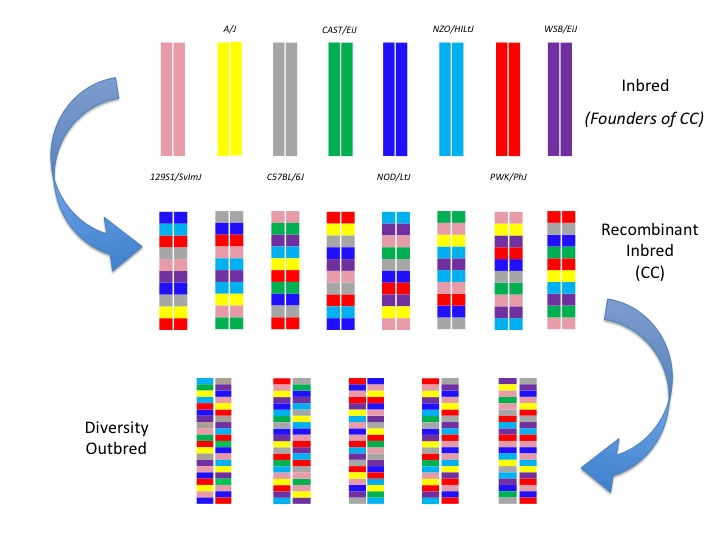 A/J
CAST/EiJ
NZO/HILtJ
WSB/EiJ
Inbred
(Founders of CC)
129S1/SvImJ
C57BL/6J
NOD/LtJ
PWK/PhJ
Recombinant
Inbred
(CC)
Diversity
Outbred